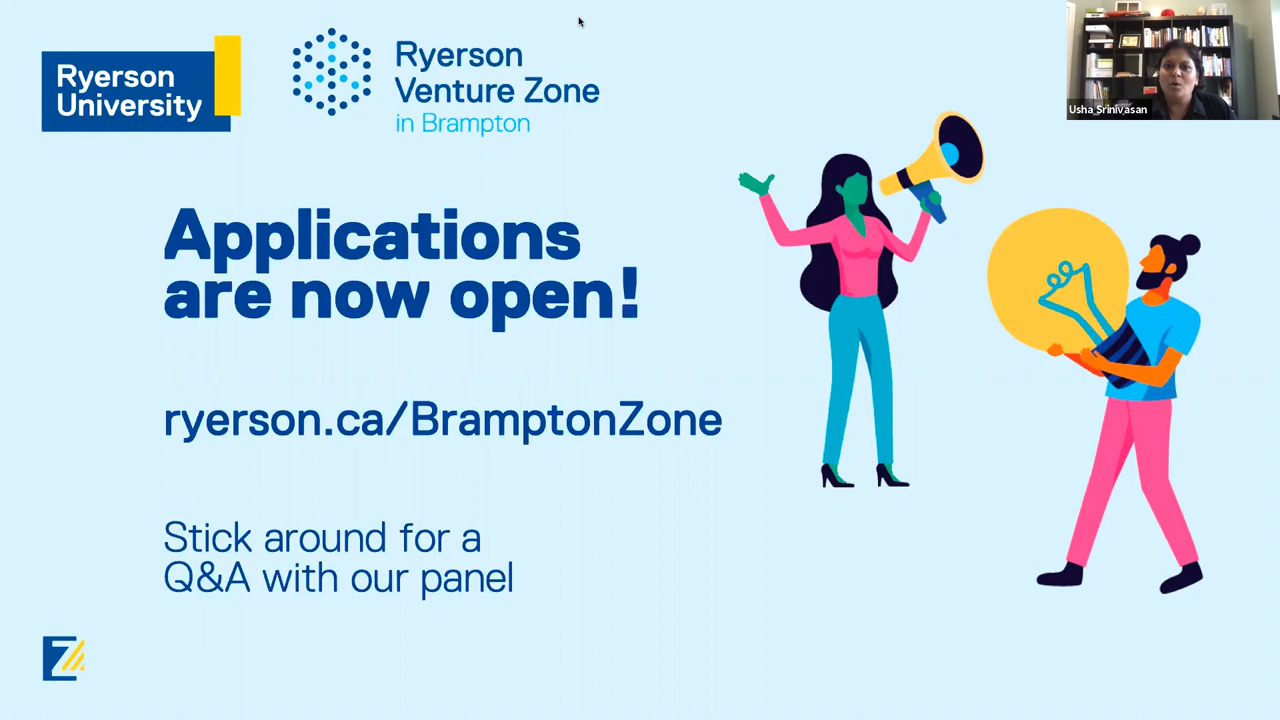 Ryerson
University
Ryerson
Venture Zone
in Brampton
Usha Srinivasan
Applications
are now open!
ryerson.ca/BramptonZone
Stick around for a
Q&A with our panel
Z